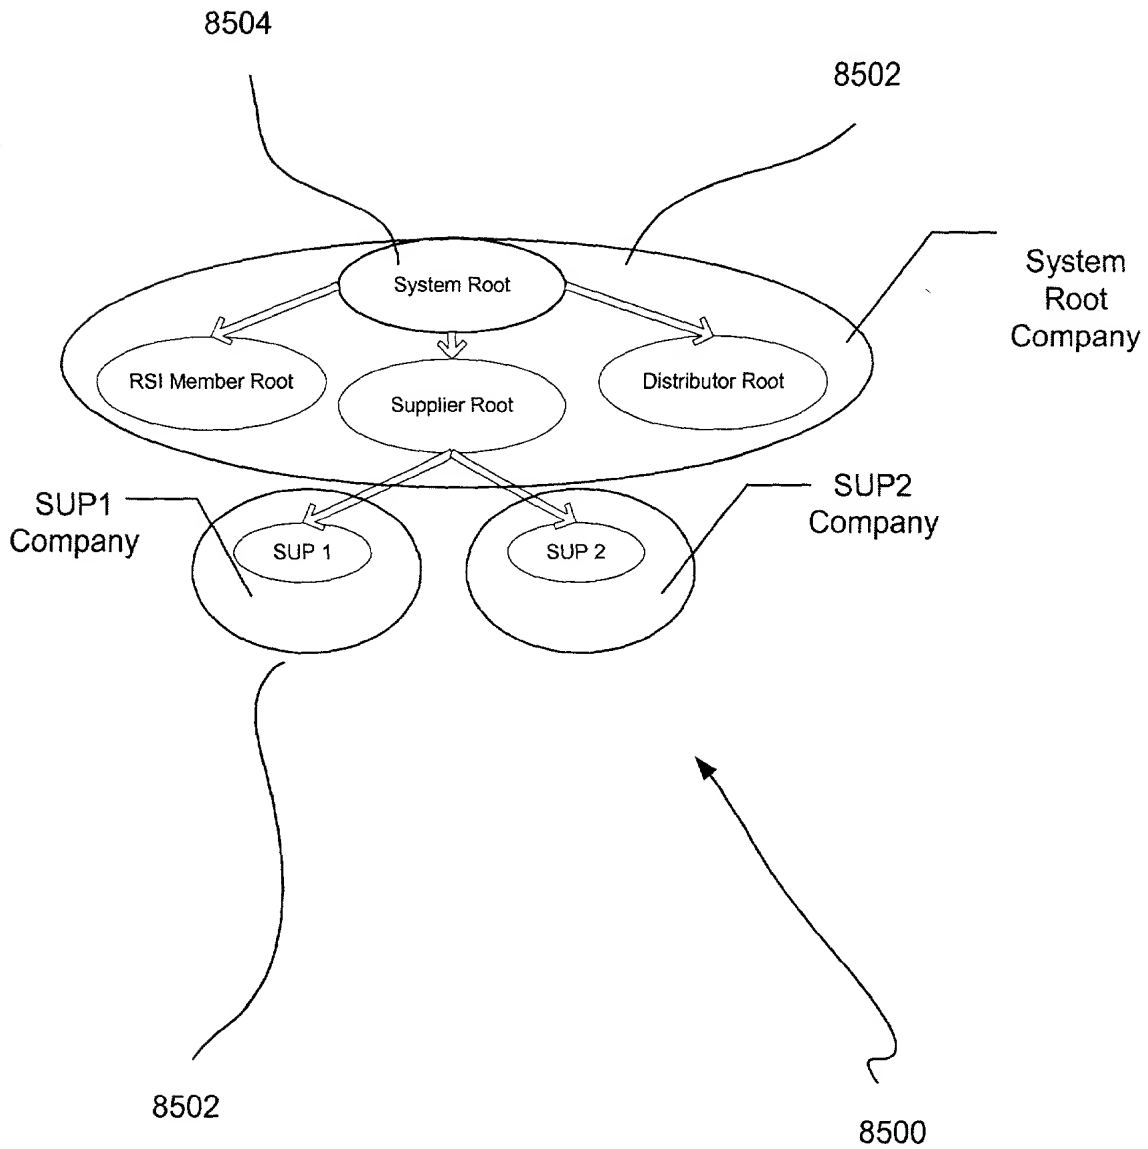 8504
8502
System Root
System
Root
Company
RSI Member Root
Supplier Root
Distributor Root
SUP1
Company
SUP 1
SUP 2
SUP2
Company
8502
8500